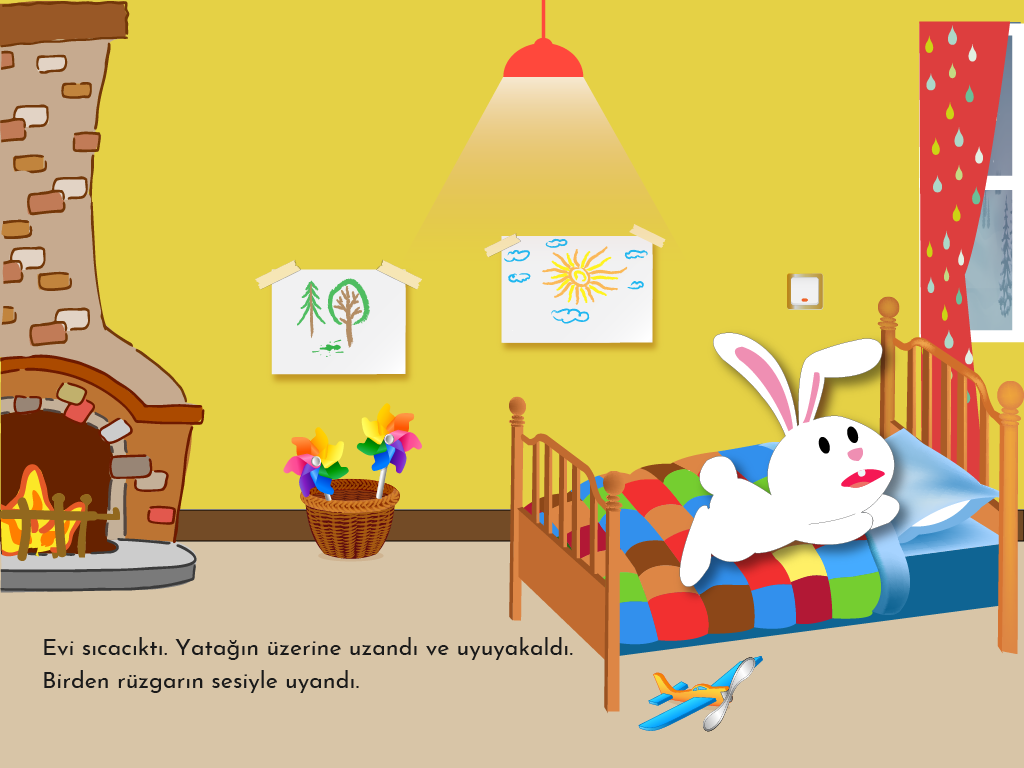 Evi sıcacıktı. Yatağın üzerine uzandı ve uyuyakaldı.
Birden rüzgarın sesiyle uyandı.